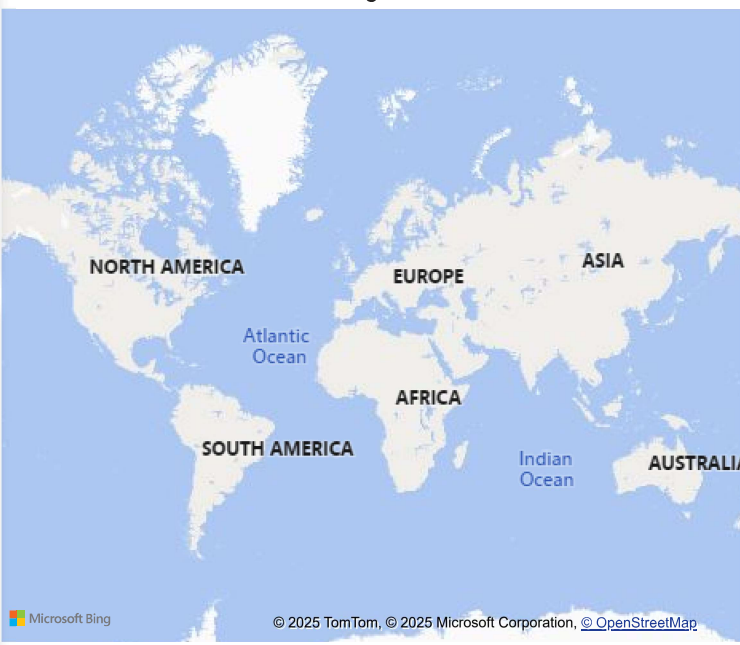 NORTH AMERICA
EUROPE
ASIA
Atlantic
Ocean
AFRICA
SOUTH AMERICA
Indian
Ocean
AUSTRALIA
Microsoft Bing
© 2025 TomTom, © 2025 Microsoft Corporation, © OpenStreetMap